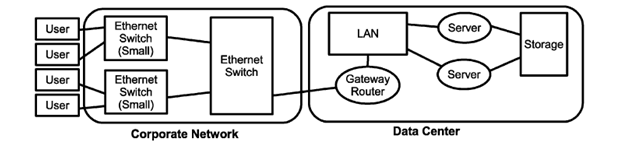 User
User
User
User
Ethernet
Switch
(Small)
Ethernet
Switch
(Small)
Ethernet
Switch
Corporate Network
LAN
Gateway
Router
Server
Server
Storage
Data Center